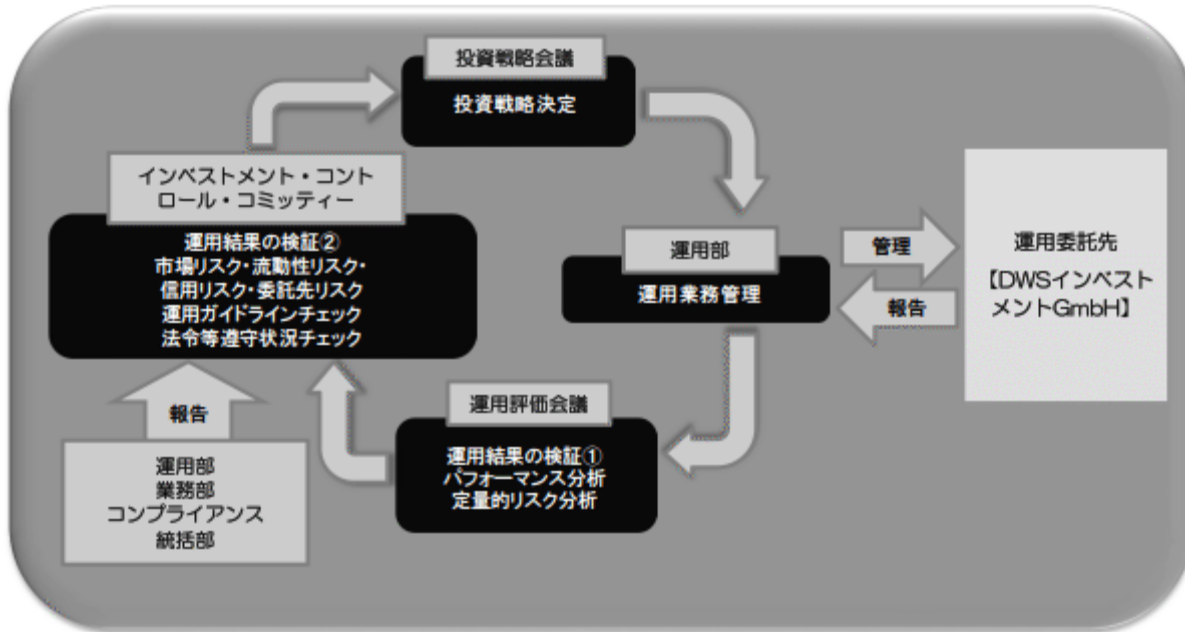 投資戦略会議
投資戦略決定
インベストメント・コント
ロール・コミッティー
運用結果の検証②
市場リスク・流動性リスク・
信用リスク・委託先リスク
運用ガイドラインチェック
法令等遵守状況チェック
運用部
運用業務管理
管理
報告
運用委託先
【DWSインベスト
メントGmbH】
運用評価会議
運用結果の検証①
パフォーマンス分析
定量的リスク分析
報告
運用部
業務部
コンプライアンス
統括部